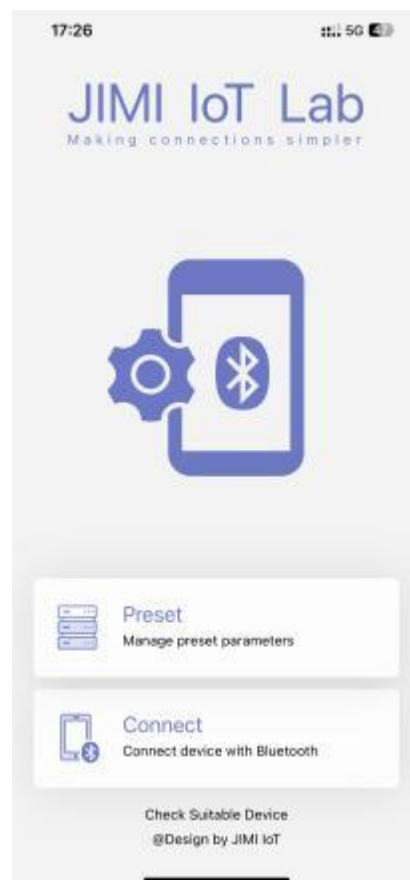 17:26
5G 47
JIMI IoT Lab
Making connections simpler
Preset
Manage preset parameters
Connect
Connect device with Bluetooth
Check Suitable Device
@Design by JIMI IoT